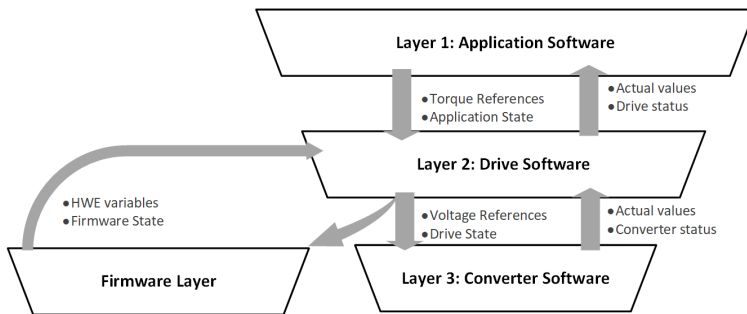 Layer 1: Application Software
●Torque References
●Application State
●Actual values
●Drive status
Layer 2: Drive Software
●HWE variables
●Firmware State
●Voltage References
●Drive State
●Actual values
●Converter status
Firmware Layer
Layer 3: Converter Software